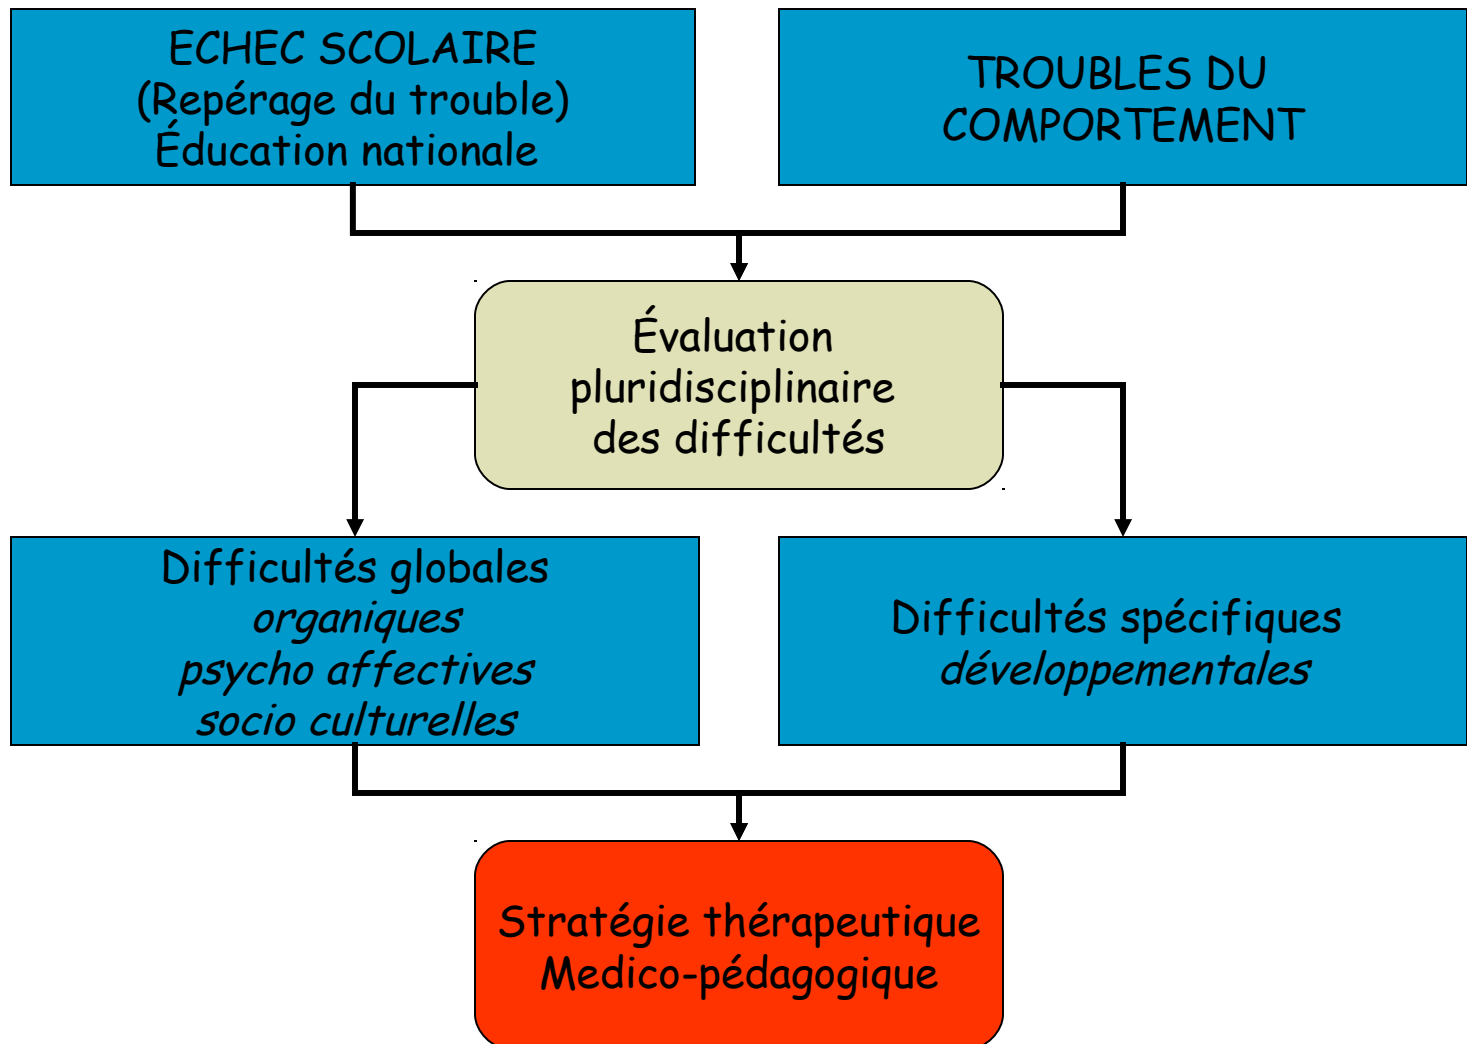 ECHEC SCOLAIRE
(Repérage du trouble)
Éducation nationale
TROUBLES DU
COMPORTEMENT
Évaluation
pluridisciplinaire
des difficultés
Difficultés globales
organiques
psycho affectives
socio culturelles
Difficultés spécifiques
développementales
Stratégie thérapeutique
Medico-pédagogique